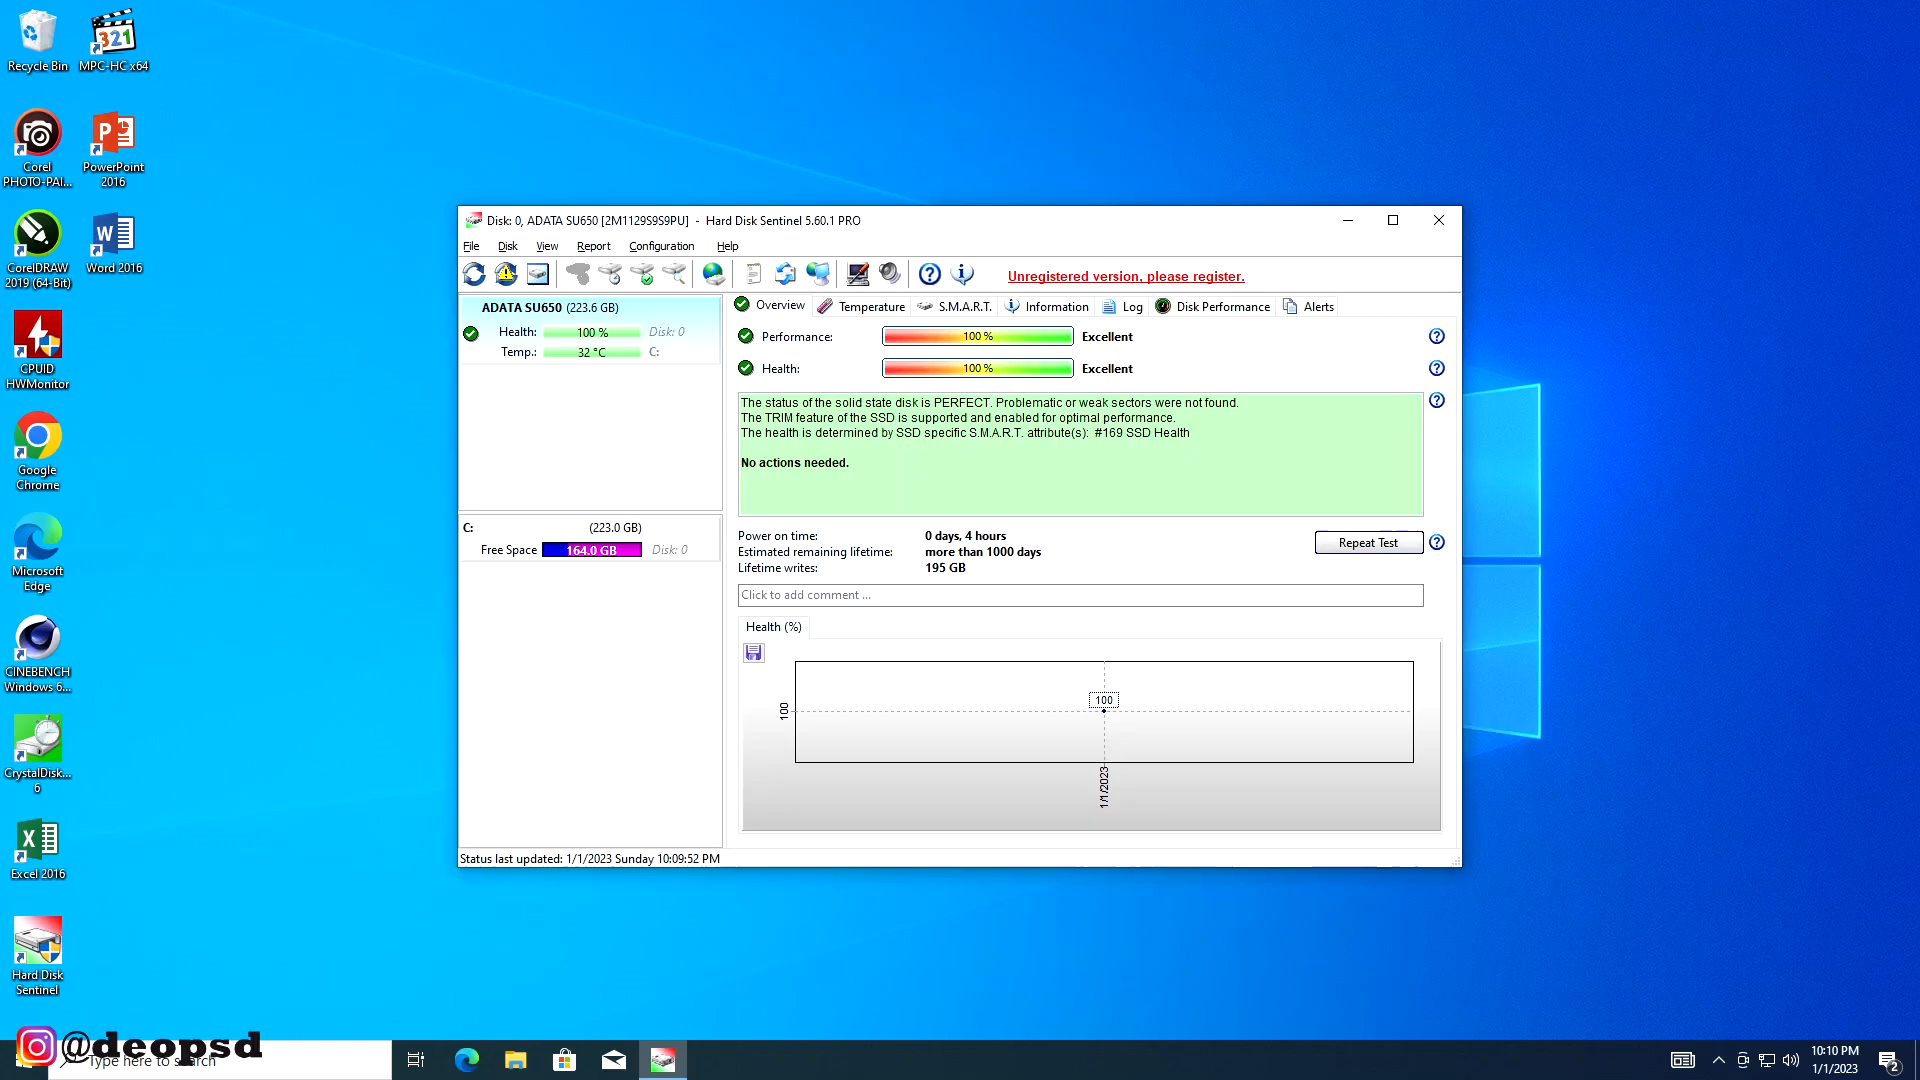 Recycle Bin
MPC-HC x64
Corel
PHOTO-PAI...
PowerPoint
2016
CorelDRAW
2019 (64-Bit)
Word 2016
CPUID
HWMonitor
Google
Chrome
Microsoft
Edge
CINEBENCH
Windows 6...
CrystalDisk...
6
Excel 2016
Hard Disk
Sentinel
Disk: 0, ADATA SU650 [2M1129S9S9PU] - Hard Disk Sentinel 5.60.1 PRO
File Disk View Report Configuration Help
Unregistered version, please register.
ADATA SU650 (223.6 GB)
Health: 100 % Disk: 0
Temp.: 32 °C C:
C: (223.0 GB)
Free Space 164.0 GB Disk: 0
Overview Temperature S.M.A.R.T. Information Log Disk Performance Alerts
Performance: 100 % Excellent
Health: 100 % Excellent
The status of the solid state disk is PERFECT. Problematic or weak sectors were not found.
The TRIM feature of the SSD is supported and enabled for optimal performance.
The health is determined by SSD specific S.M.A.R.T. attribute(s): #169 SSD Health
No actions needed.
Power on time: 0 days, 4 hours
Estimated remaining lifetime: more than 1000 days
Lifetime writes: 195 GB
Repeat Test
Click to add comment ...
Health (%)
100
100
1/1/2023
Status last updated: 1/1/2023 Sunday 10:09:52 PM
@deopsd
Type here to search
10:10 PM
1/1/2023
2